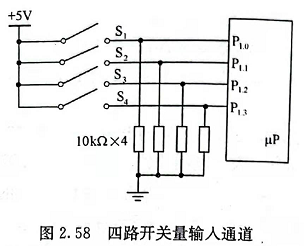 +5V
S₁
P₁.₀
S₂
P₁.₁
S₃
P₁.₂
S₄
P₁.₃
10kΩ×4
μP
图 2.58 四路开关量输入通道